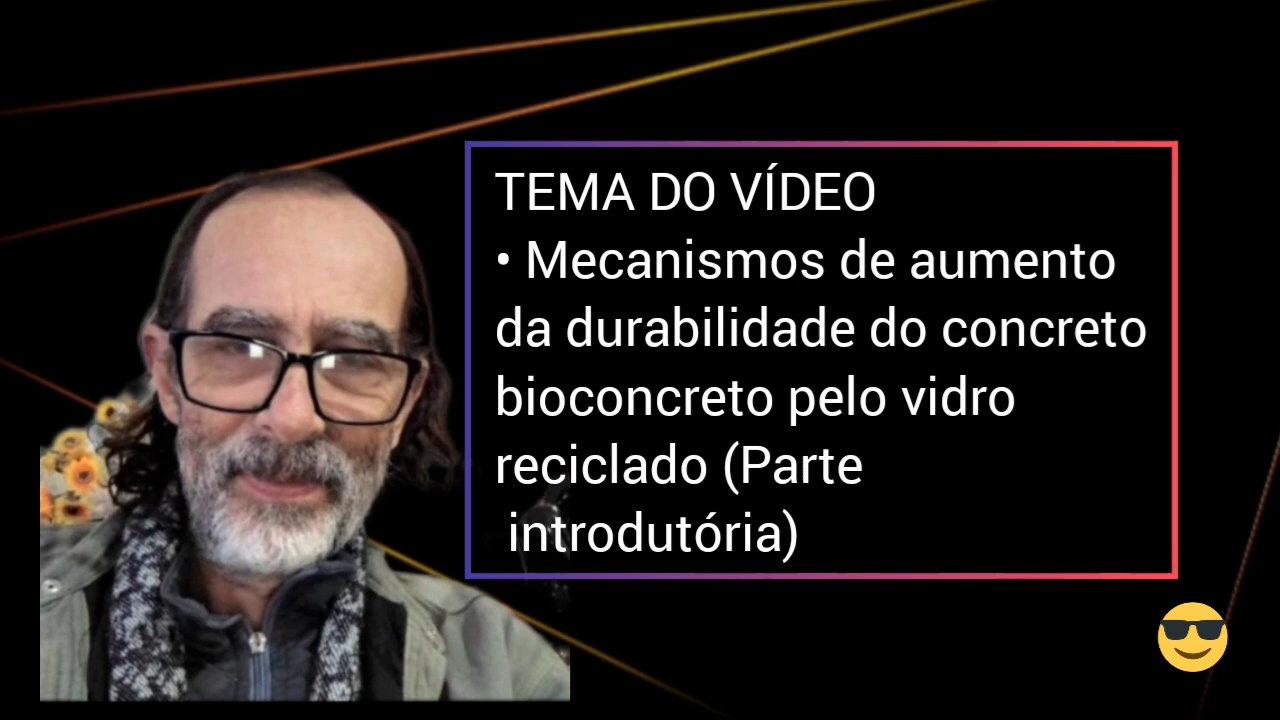 TEMA DO VÍDEO
• Mecanismos de aumento
da durabilidade do concreto
bioconcreto pelo vidro
reciclado (Parte
introdutória)